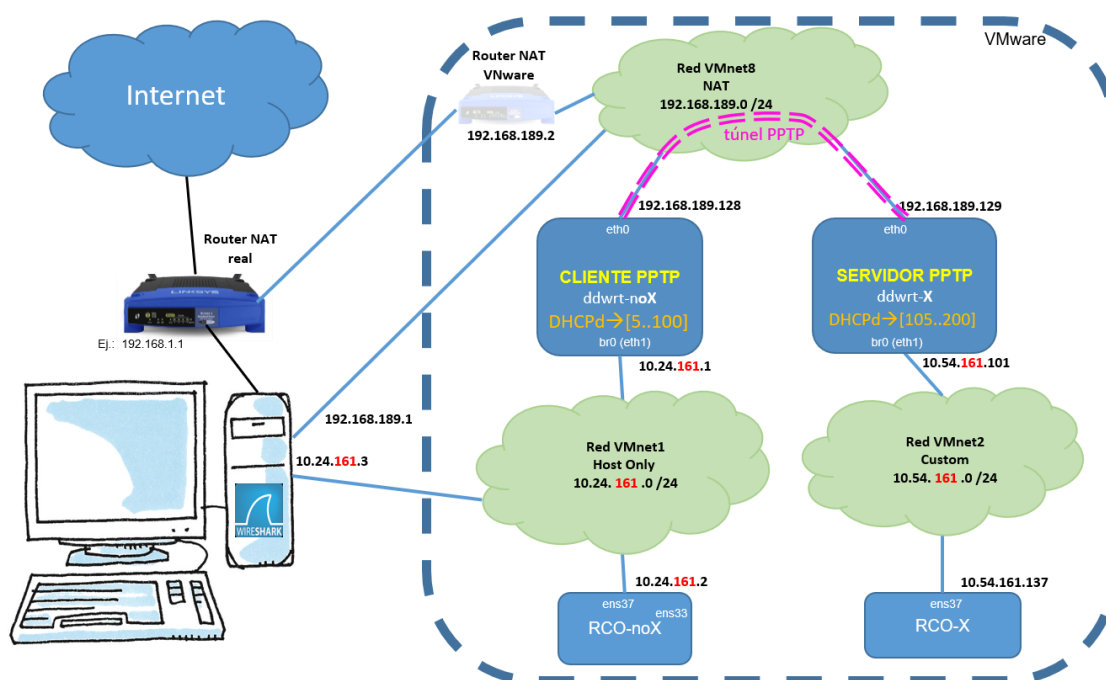 VMware
Internet
Router NAT
VNware
192.168.189.2
Red VMnet8
NAT
192.168.189.0 /24
túnel PPTP
Router NAT
real
LINKSYS
Ej.: 192.168.1.1
192.168.189.128
eth0
CLIENTE PPTP
ddwrt-noX
DHCPd→[5..100]
br0 (eth1)
10.24.161.1
192.168.189.129
eth0
SERVIDOR PPTP
ddwrt-X
DHCPd→[105..200]
br0 (eth1)
10.54.161.101
192.168.189.1
10.24.161.3
WIRESHARK
Red VMnet1
Host Only
10.24. 161 .0 /24
Red VMnet2
Custom
10.54. 161 .0 /24
10.24.161.2
ens37
ens33
RCO-noX
10.54.161.137
ens37
RCO-X